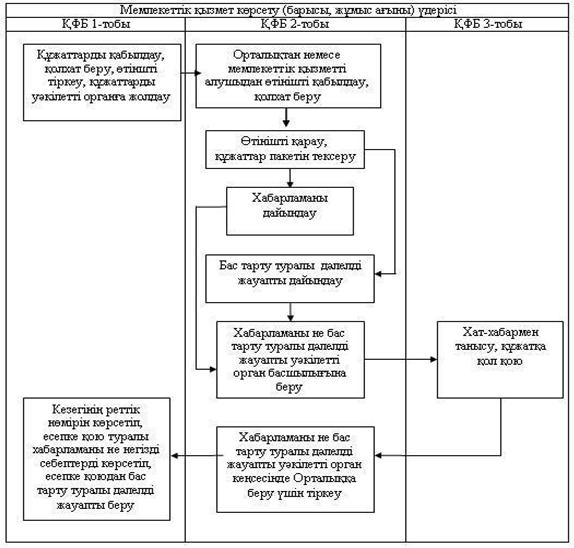 Мемлекеттік қызмет көрсету (барысы, жұмыс ағыны) үдерісі
ҚФБ 1-тобы
ҚФБ 2-тобы
ҚФБ 3-тобы
Құжаттарды қабылдау,
қолхат беру, өтінішті
тіркеу, құжаттарды
уәкілетті органға жолдау
Орталықтан немесе
мемлекеттік қызметті
алушыдан өтінішті қабылдау,
қолхат беру
Өтінішті қарау,
құжаттар пакетін тексеру
Хабарламаны
дайындау
Бас тарту туралы дәлелді
жауапты дайындау
Хабарламаны не бас
тарту туралы дәлелді
жауапты уәкілетті
орган басшылығына
беру
Хат-хабармен
танысу, құжатқа
қол қою
Кезегінің реттік
нөмірін көрсетіп,
есепке қою туралы
хабарламаны не негізді
себептерді көрсетіп,
есепке қоюдан бас
тарту туралы дәлелді
жауапты беру
Хабарламаны не бас
тарту туралы дәлелді
жауапты уәкілетті орган
кеңсесінде Орталыққа
беру үшін тіркеу